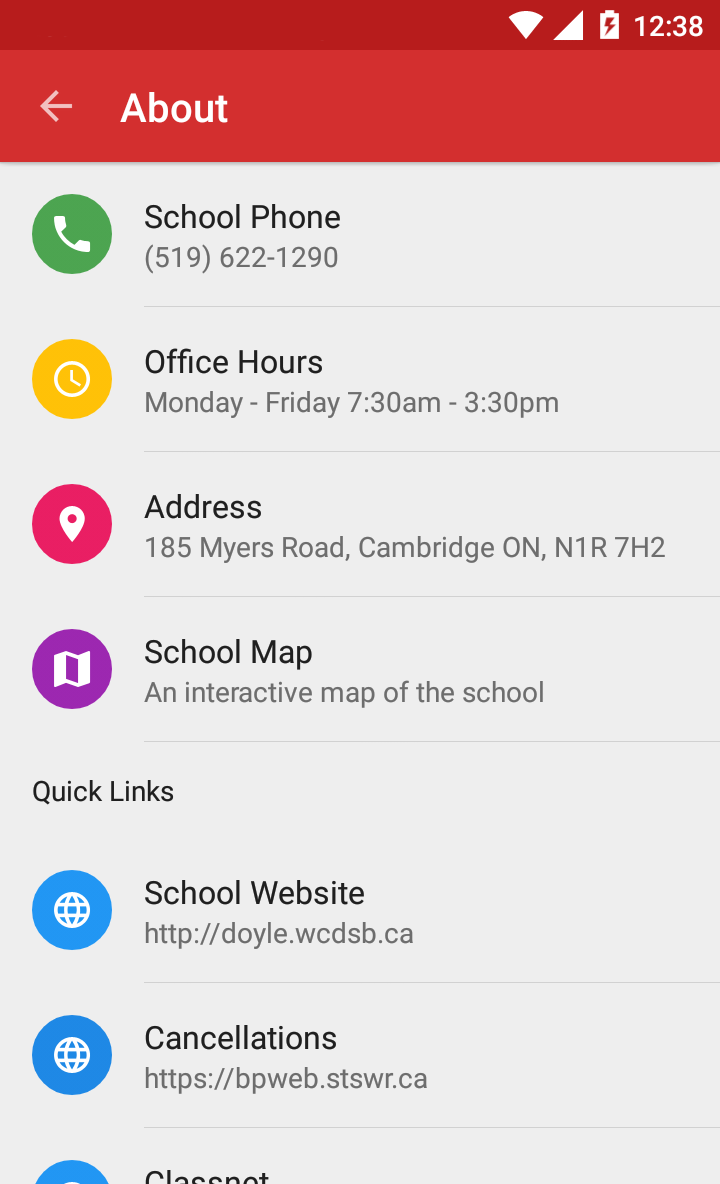 12:38
About
School Phone
(519) 622-1290
Office Hours
Monday - Friday 7:30am - 3:30pm
Address
185 Myers Road, Cambridge ON, N1R 7H2
School Map
An interactive map of the school
Quick Links
School Website
http://doyle.wcdsb.ca
Cancellations
https://bpweb.stswr.ca
Classnet